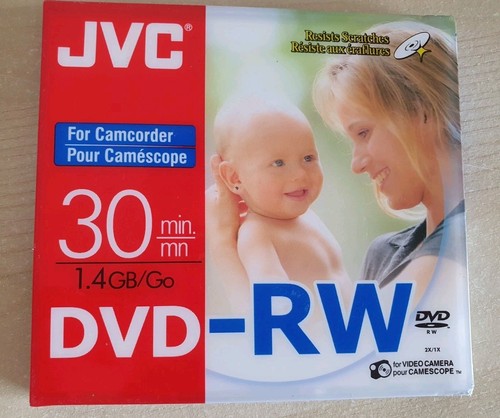 JVC®
Resists Scratches
Résiste aux éraflures
For Camcorder
Pour Caméscope
30 min.
mn
1.4GB/Go
DVD-RW
DVD
RW
2X/1X
for VIDEO CAMERA
pour CAMESCOPE ™